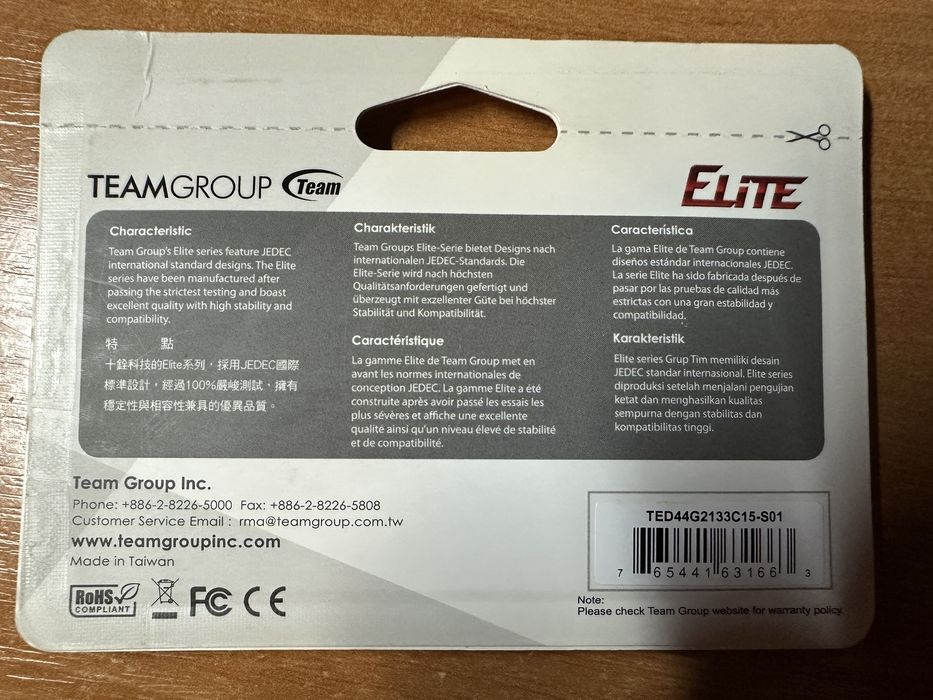 TEAMGROUP Team
ELiTE
Characteristic
Team Group's Elite series feature JEDEC
international standard designs. The Elite
series have been manufactured after
passing the strictest testing and boast
excellent quality with high stability and
compatibility.
特 點
十銓科技的Elite系列，採用JEDEC國際
標準設計，經過100%嚴峻測試，擁有
穩定性與相容性兼具的優異品質。
Charakteristik
Team Groups Elite-Serie bietet Designs nach
internationalen JEDEC-Standards. Die
Elite-Serie wird nach höchsten
Qualitätsanforderungen gefertigt und
überzeugt mit exzellenter Güte bei höchster
Stabilität und Kompatibilität.
Caractéristique
La gamme Elite de Team Group met en
avant les normes internationales de
conception JEDEC. La gamme Elite a été
construite après avoir passé les essais les
plus sévères et affiche une excellente
qualité ainsi qu'un niveau élevé de stabilité
et de compatibilité.
Característica
La gama Elite de Team Group contiene
diseños estándar internacionales JEDEC.
La serie Elite ha sido fabricada después de
pasar por las pruebas de calidad más
estrictas con una gran estabilidad y
compatibilidad.
Karakteristik
Elite series Grup Tim memiliki desain
JEDEC standar internasional. Elite series
diproduksi setelah menjalani pengujian
ketat dan menghasilkan kualitas
sempurna dengan stabilitas dan
kompatibilitas tinggi.
Team Group Inc.
Phone: +886-2-8226-5000 Fax: +886-2-8226-5808
Customer Service Email : rma@teamgroup.com.tw
www.teamgroupinc.com
Made in Taiwan
RoHS
COMPLIANT
FC CE
TED44G2133C15-S01
7 65441 63166 3
Note:
Please check Team Group website for warranty policy.